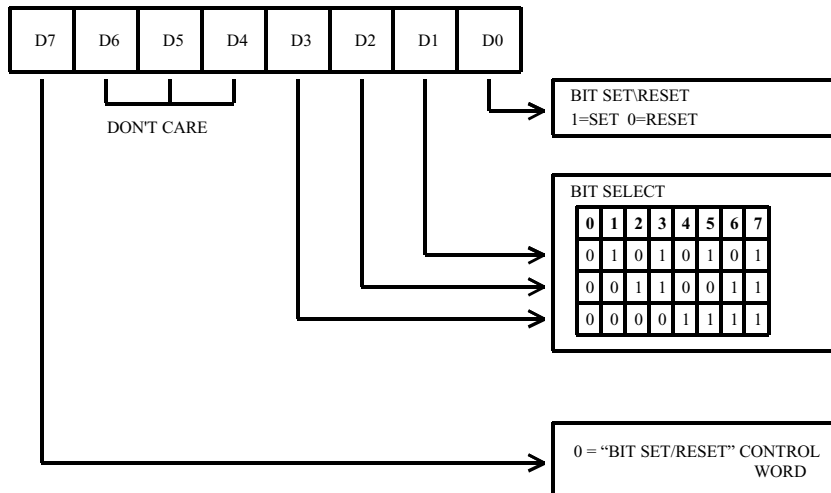 D7 D6 D5 D4 D3 D2 D1 D0
DON'T CARE
BIT SET\RESET
1=SET 0=RESET
BIT SELECT
0 1 2 3 4 5 6 7
0 1 0 1 0 1 0 1
0 0 1 1 0 0 1 1
0 0 0 0 1 1 1 1
0 = “BIT SET/RESET” CONTROL
WORD